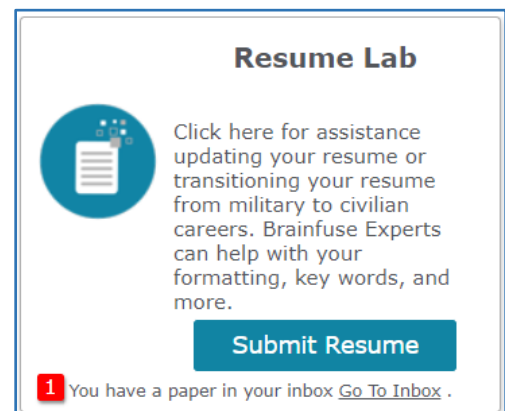 Resume Lab
Click here for assistance
updating your resume or
transitioning your resume
from military to civilian
careers. Brainfuse Experts
can help with your
formatting, key words, and
more.
Submit Resume
1 You have a paper in your inbox Go To Inbox .